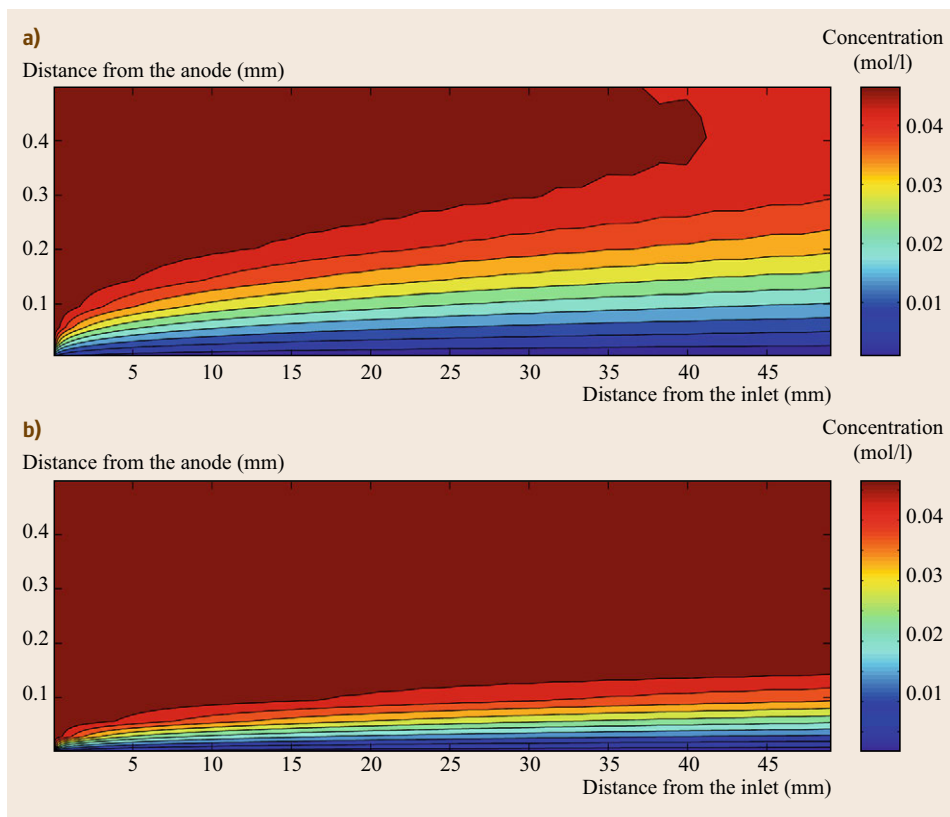 a)
Concentration
(mol/l)
Distance from the anode (mm)
0.4
0.3
0.2
0.1
0.04
0.03
0.02
0.01
5 10 15 20 25 30 35 40 45
Distance from the inlet (mm)
b)
Concentration
(mol/l)
Distance from the anode (mm)
0.4
0.3
0.2
0.1
0.04
0.03
0.02
0.01
5 10 15 20 25 30 35 40 45
Distance from the inlet (mm)